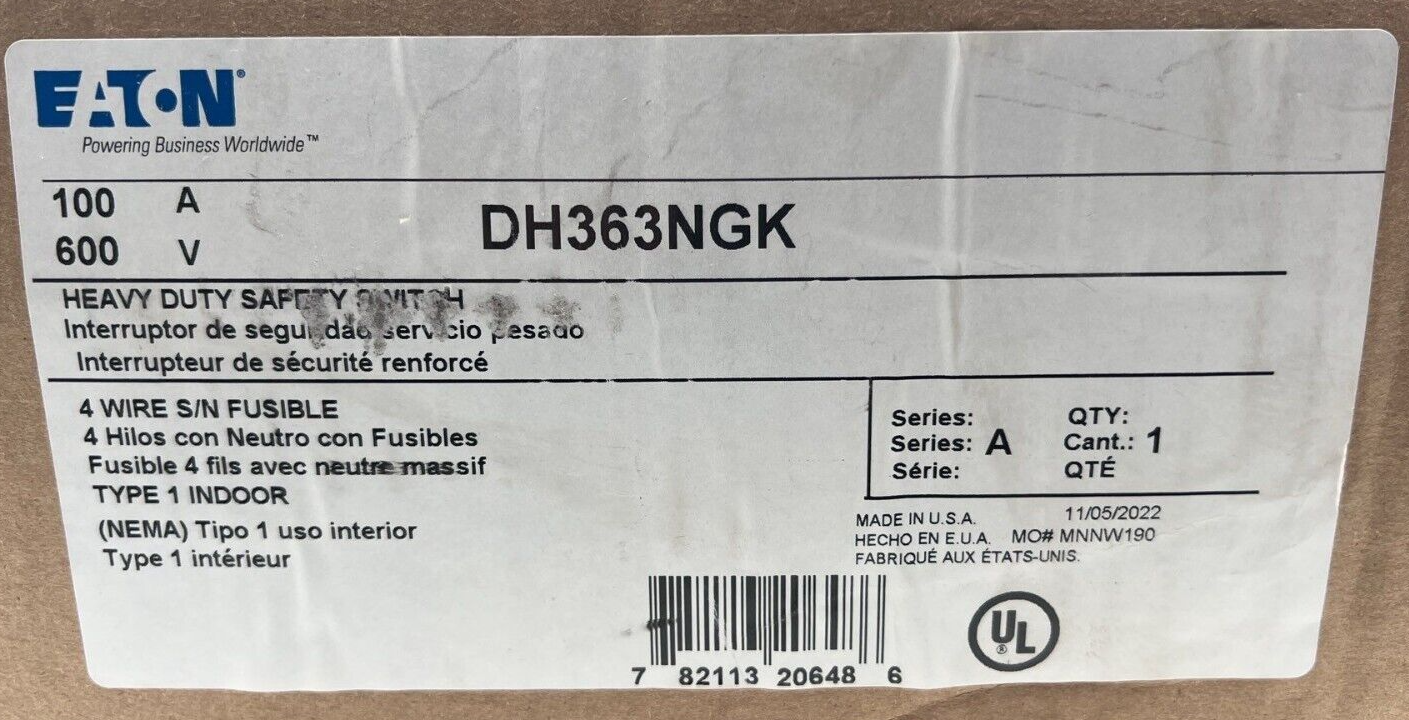 EATON®
Powering Business Worldwide™
100 A
600 V
DH363NGK
HEAVY DUTY SAFETY SWITCH
Interruptor de seguridad servicio pesado
Interrupteur de sécurité renforcé
4 WIRE S/N FUSIBLE
4 Hilos con Neutro con Fusibles
Fusible 4 fils avec neutre massif
TYPE 1 INDOOR
(NEMA) Tipo 1 uso interior
Type 1 intérieur
Series: QTY:
Series: A Cant.: 1
Série: QTÉ
MADE IN U.S.A. 11/05/2022
HECHO EN E.U.A. MO# MNNW190
FABRIQUÉ AUX ÉTATS-UNIS.
UL®
7 82113 20648 6